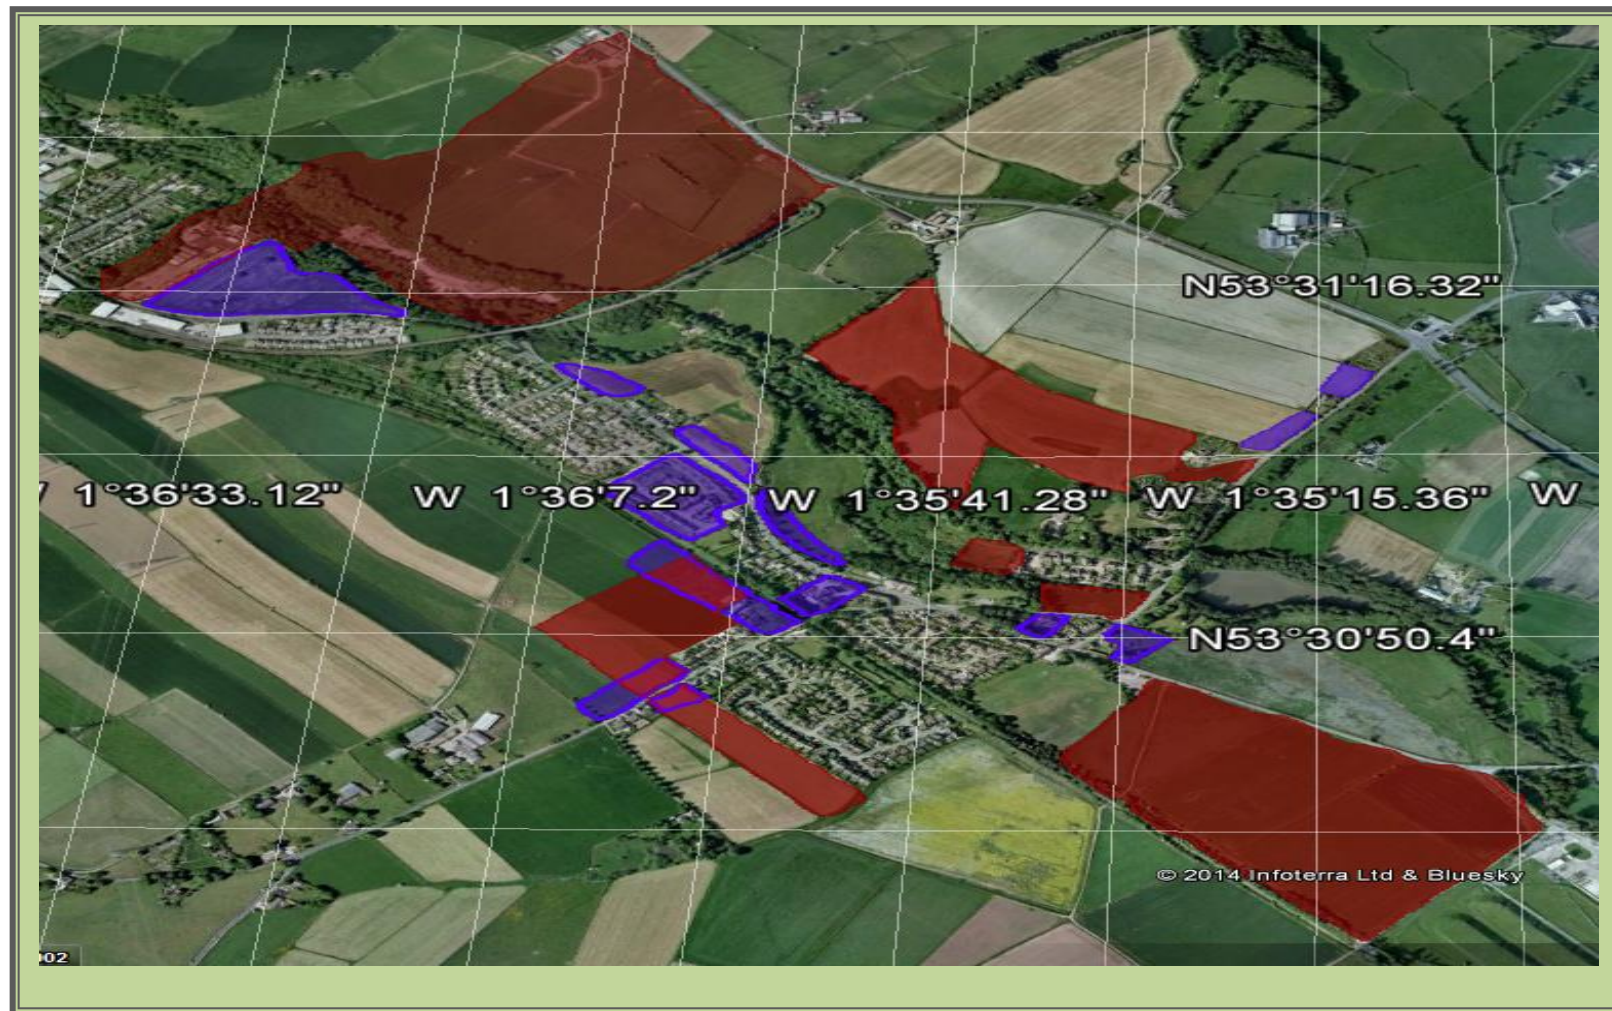 N53°31'16.32"
1°36'33.12" W 1°36'7.2" W 1°35'41.28" W 1°35'15.36" W
N53°30'50.4"
© 2014 Infoterra Ltd & Bluesky
02